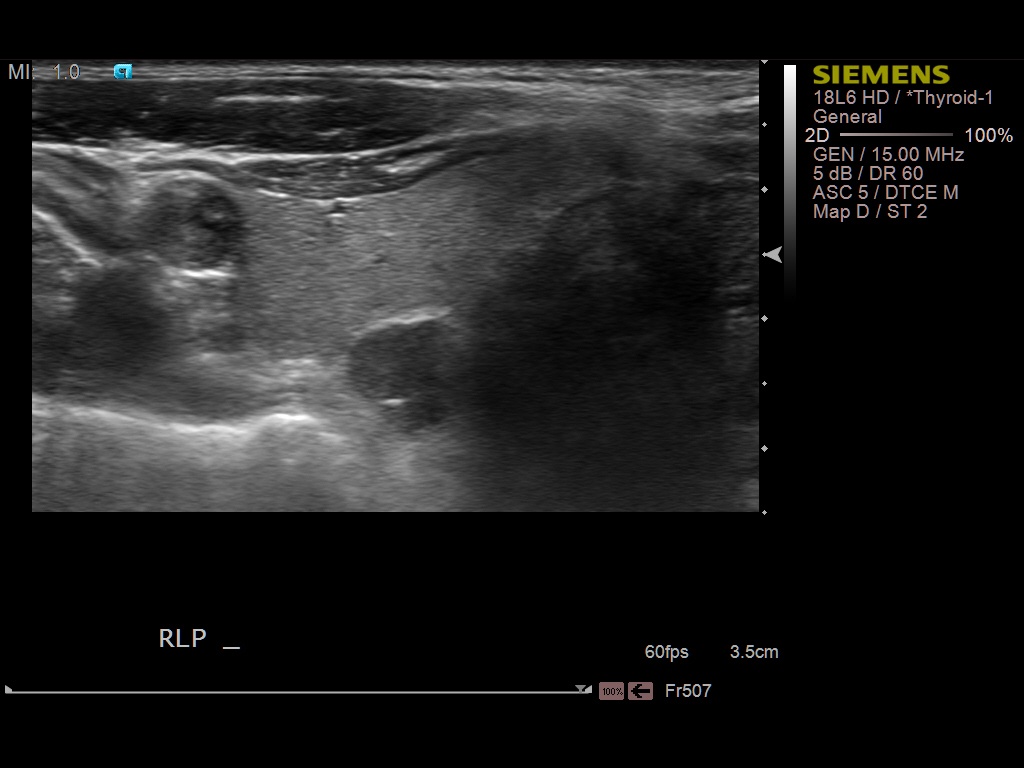 MI: 1.0
SIEMENS
18L6 HD / *Thyroid-1
General
2D 100%
GEN / 15.00 MHz
5 dB / DR 60
ASC 5 / DTCE M
Map D / ST 2
RLP _
60fps 3.5cm
100% Fr507